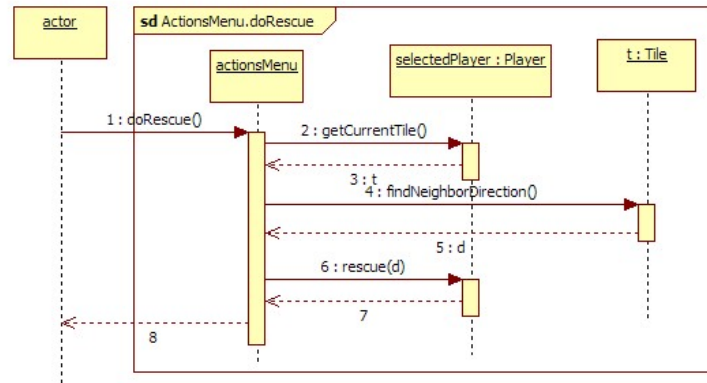 actor
sd ActionsMenu.doRescue
actionsMenu
selectedPlayer : Player
t : Tile
1 : doRescue()
2 : getCurrentTile()
3 : t
4 : findNeighborDirection()
5 : d
6 : rescue(d)
7
8